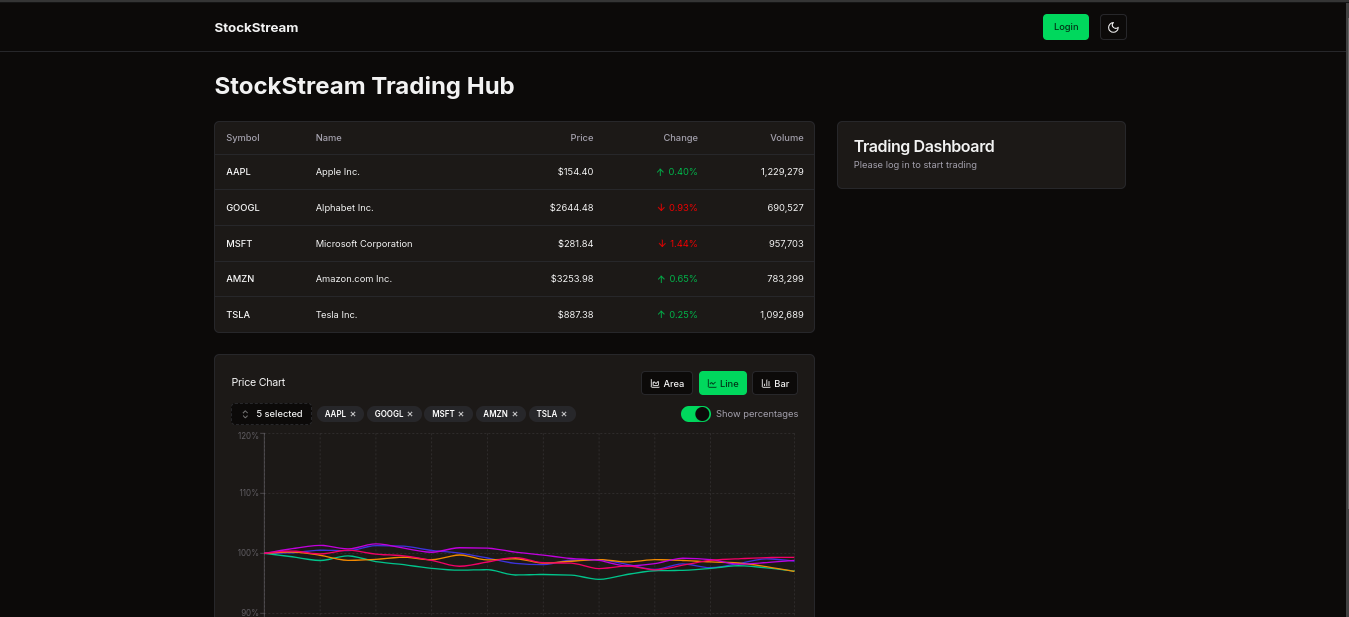 StockStream
Login
StockStream Trading Hub
Symbol Name Price Change Volume
AAPL Apple Inc. $154.40 ↑ 0.40% 1,229,279
GOOGL Alphabet Inc. $2644.48 ↓ 0.93% 690,527
MSFT Microsoft Corporation $281.84 ↓ 1.44% 957,703
AMZN Amazon.com Inc. $3253.98 ↑ 0.65% 783,299
TSLA Tesla Inc. $887.38 ↑ 0.25% 1,092,689
Trading Dashboard
Please log in to start trading
Price Chart
Area Line Bar
5 selected AAPL × GOOGL × MSFT × AMZN × TSLA × Show percentages
120%
110%
100%
90%